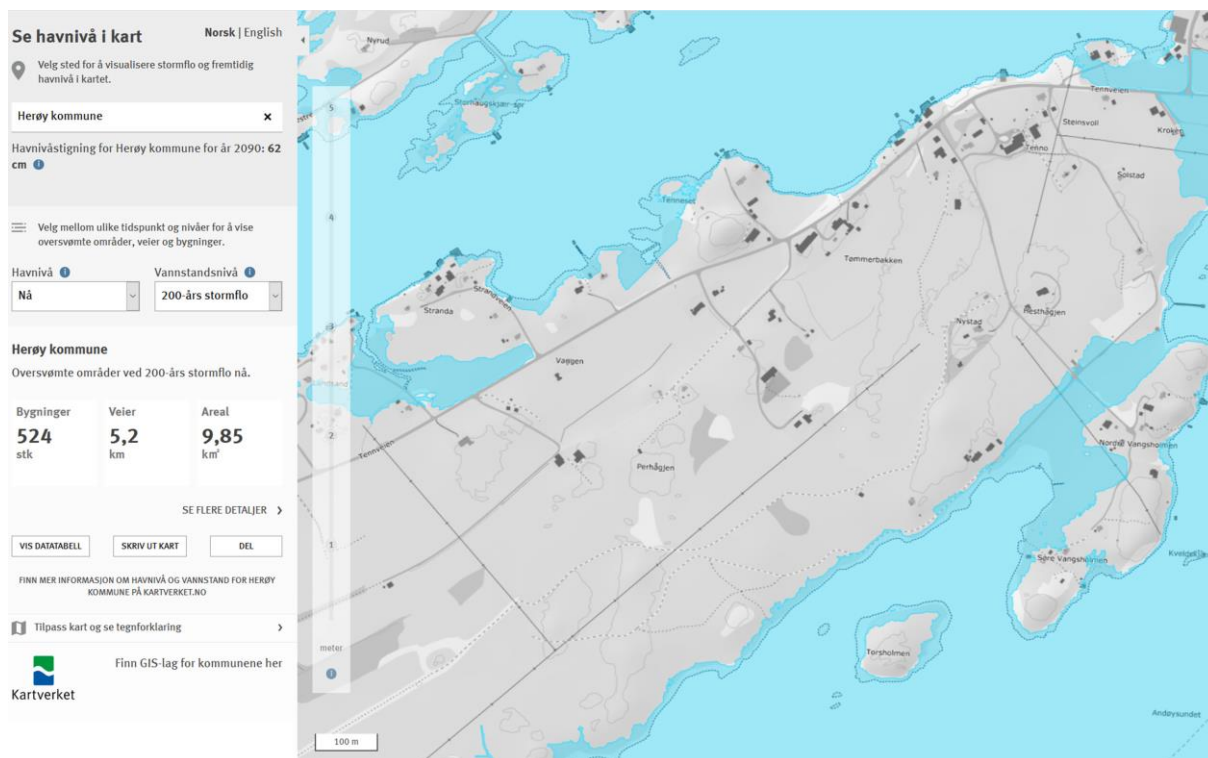 Se havnivå i kart
Norsk | English
Velg sted for å visualisere stormflo og fremtidig
havnivå i kartet.
Herøy kommune
×
Havnivåstigning for Herøy kommune for år 2090: 62
cm
Velg mellom ulike tidspunkt og nivåer for å vise
oversvømte områder, veier og bygninger.
Havnivå
Vannstandsnivå
Nå
200-års stormflo
Herøy kommune
Oversvømte områder ved 200-års stormflo nå.
Bygninger
Veier
Areal
524
5,2
9,85
stk
km
km²
SE FLERE DETALJER
VIS DATATABELL
SKRIV UT KART
DEL
FINN MER INFORMASJON OM HAVNIVÅ OG VANNSTAND FOR HERØY
KOMMUNE PÅ KARTVERKET.NO
Tilpass kart og se tegnforklaring
Finn GIS-lag for kommunene her
Kartverket
5
4
2
1
meter
100 m
Nyrud
Storhaugskjær-sør
Tennveien
Steinsvoll
Kroken
Tenno
Solstad
Tenneset
Tømmerbakken
Strandveien
Stranda
Hesthågjen
Nystad
Vaagen
Tennveien
Perhågjen
Nordre Vangsholmen
Søre Vangsholmen
Torsholmen
Andøysundet